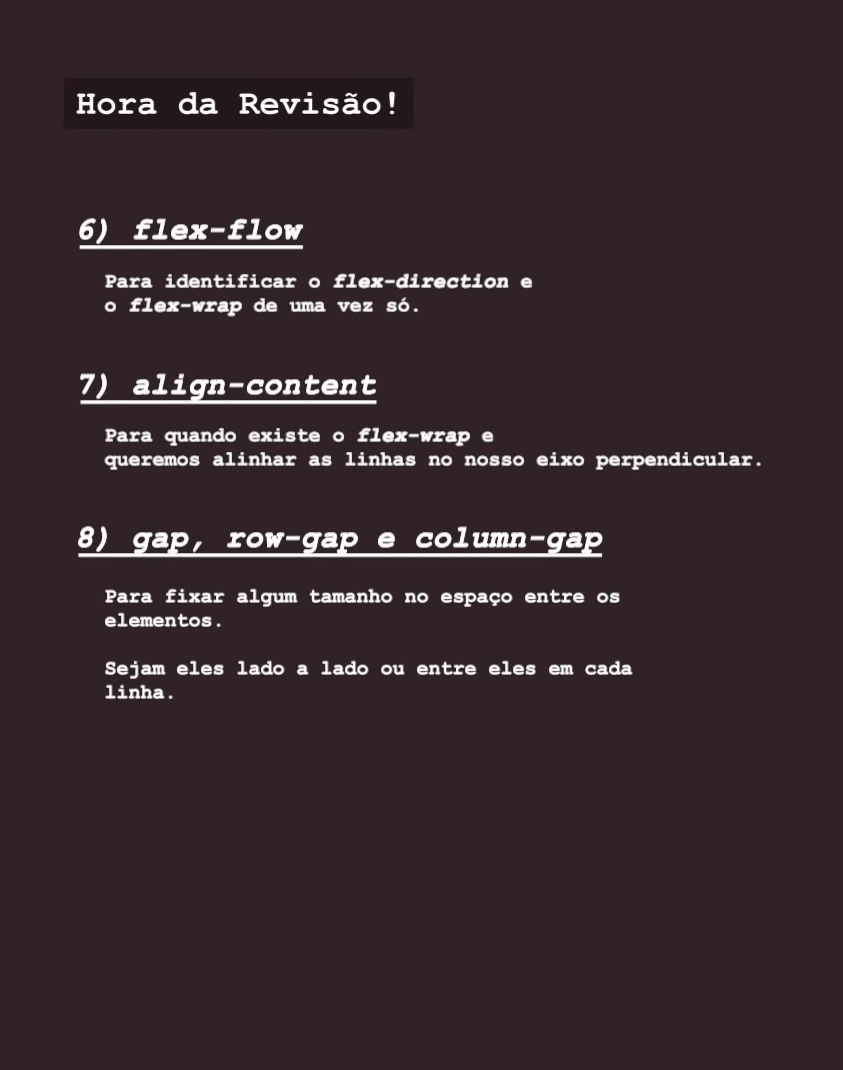 Hora da Revisão!
6) flex-flow
Para identificar o flex-direction e
o flex-wrap de uma vez só.
7) align-content
Para quando existe o flex-wrap e
queremos alinhar as linhas no nosso eixo perpendicular.
8) gap, row-gap e column-gap
Para fixar algum tamanho no espaço entre os
elementos.
Sejam eles lado a lado ou entre eles em cada
linha.